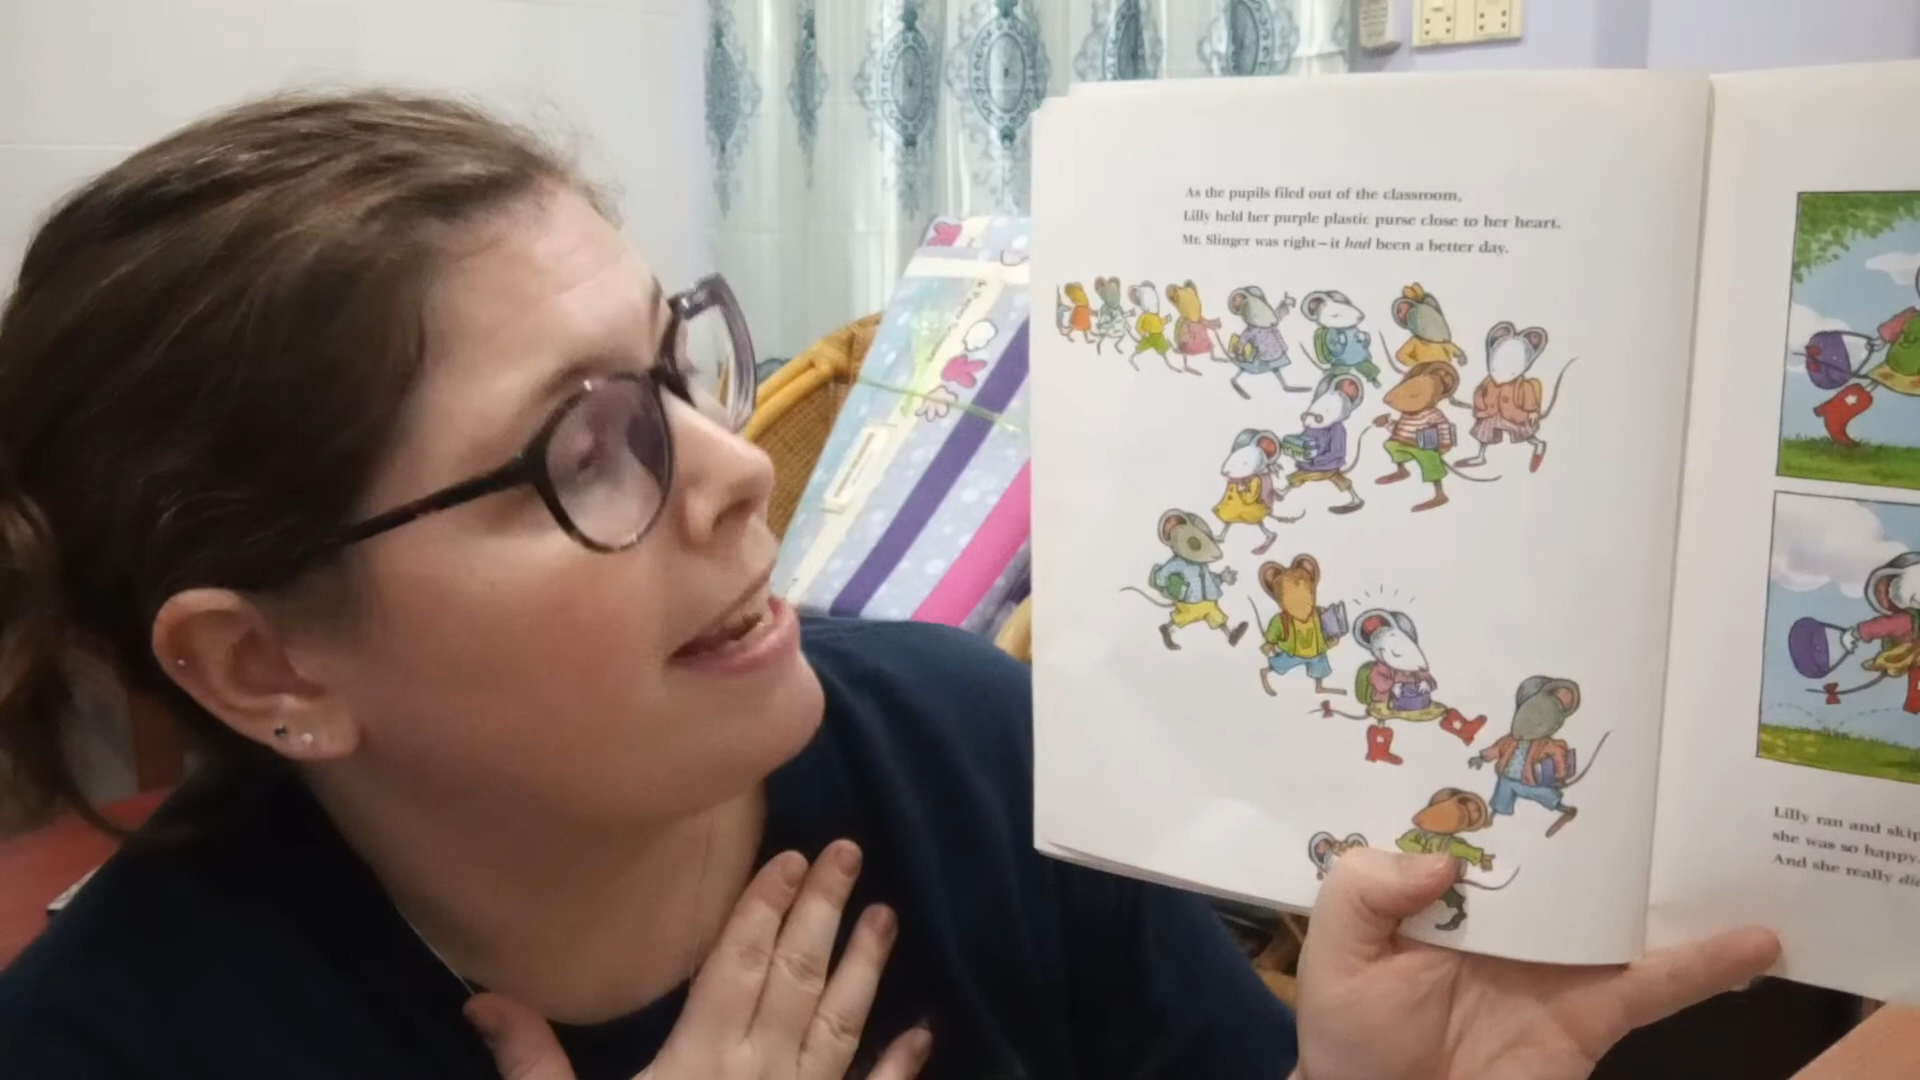 As the pupils filed out of the classroom,
Lilly held her purple plastic purse close to her heart.
Mr. Slinger was right—it had been a better day.
Lilly ran and skip
she was so happy.
And she really di